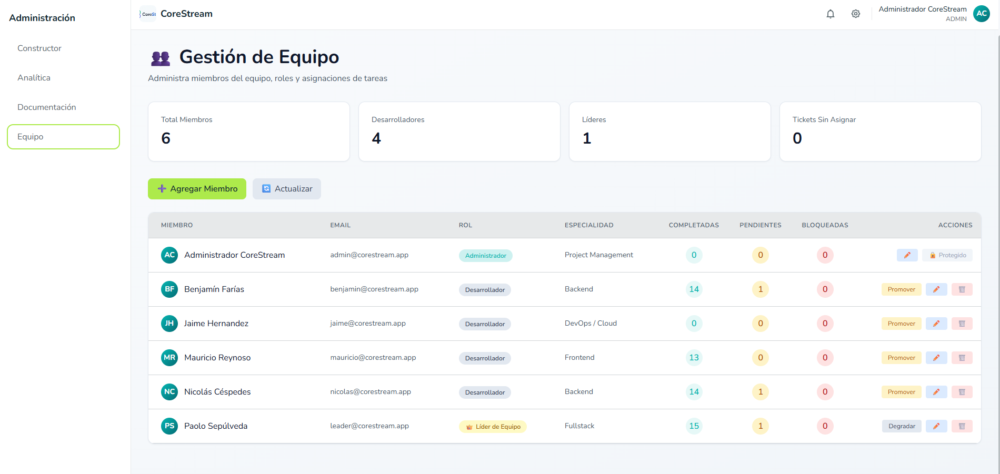 Administración
Constructor
Analítica
Documentación
Equipo
CoreSt CoreStream
Administrador CoreStream
ADMIN
AC
Gestión de Equipo
Administra miembros del equipo, roles y asignaciones de tareas
Total Miembros
6
Desarrolladores
4
Líderes
1
Tickets Sin Asignar
0
Agregar Miembro
Actualizar
MIEMBRO EMAIL ROL ESPECIALIDAD COMPLETADAS PENDIENTES BLOQUEADAS ACCIONES
AC Administrador CoreStream admin@corestream.app Administrador Project Management 0 0 0 Protegido
BF Benjamín Farías benjamin@corestream.app Desarrollador Backend 14 1 0 Promover
JH Jaime Hernandez jaime@corestream.app Desarrollador DevOps / Cloud 0 0 0 Promover
MR Mauricio Reynoso mauricio@corestream.app Desarrollador Frontend 13 0 0 Promover
NC Nicolás Céspedes nicolas@corestream.app Desarrollador Backend 14 1 0 Promover
PS Paolo Sepúlveda leader@corestream.app Líder de Equipo Fullstack 15 1 0 Degradar